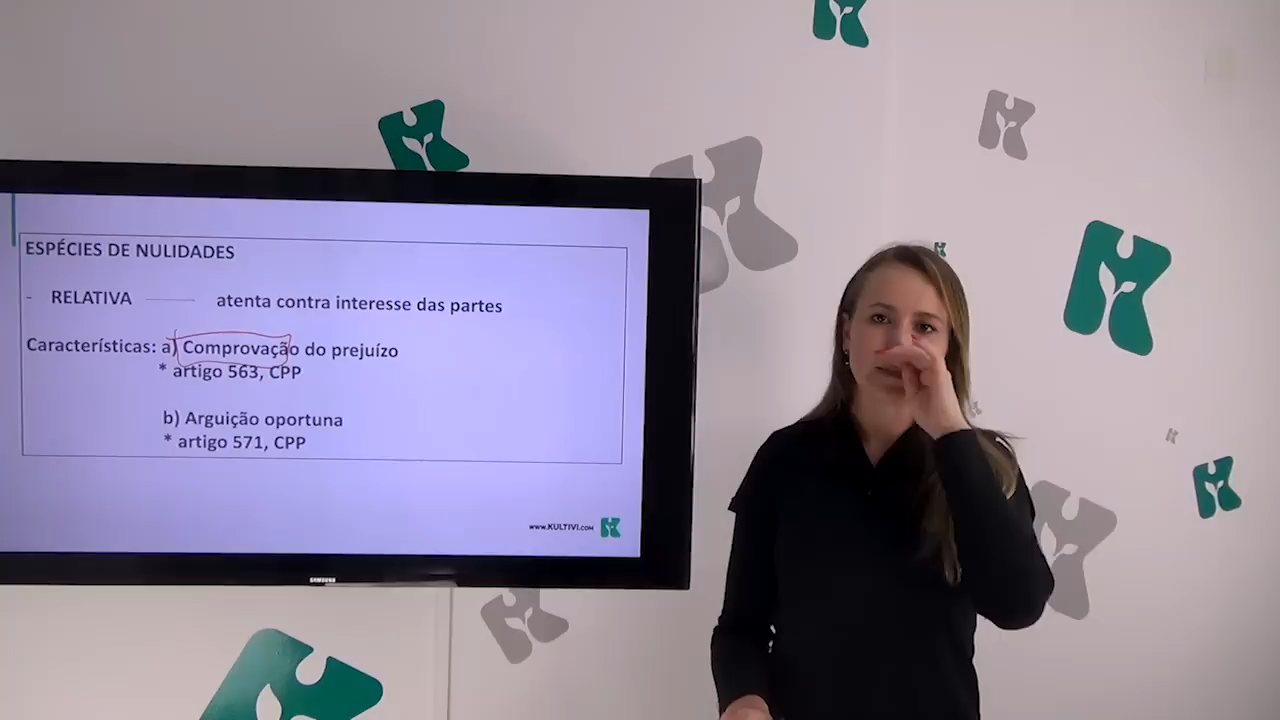 ESPÉCIES DE NULIDADES
- RELATIVA atenta contra interesse das partes
Características: a) Comprovação do prejuízo
* artigo 563, CPP
b) Arguição oportuna
* artigo 571, CPP
www.KULTIVI.com
SAMSUNG